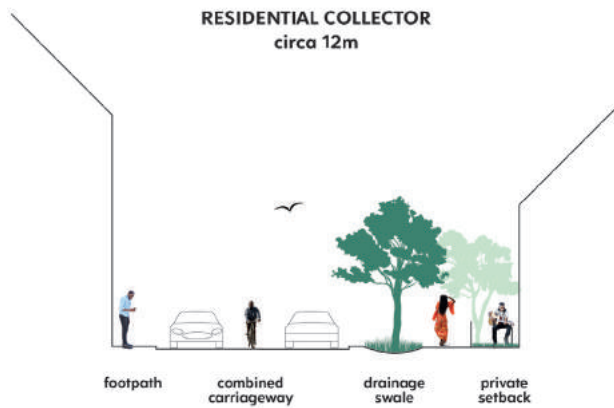 RESIDENTIAL COLLECTOR
circa 12m
footpath
combined
carriageway
drainage
swale
private
setback